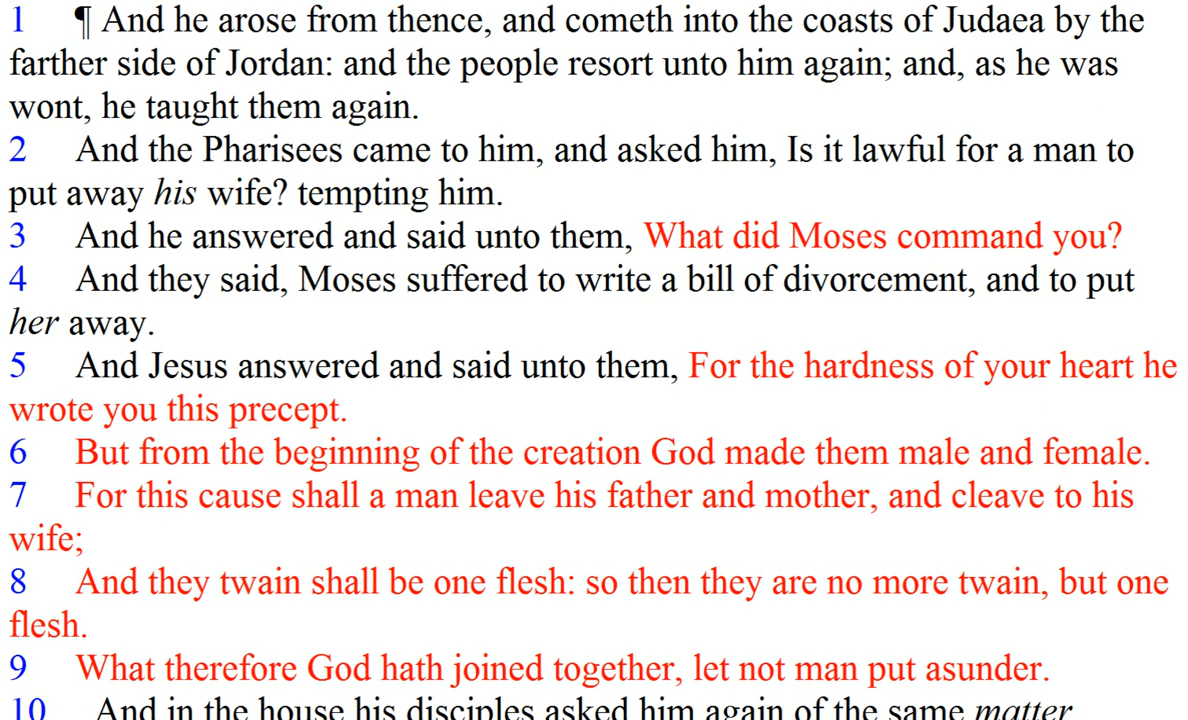 1 ¶ And he arose from thence, and cometh into the coasts of Judaea by the
farther side of Jordan: and the people resort unto him again; and, as he was
wont, he taught them again.
2 And the Pharisees came to him, and asked him, Is it lawful for a man to
put away his wife? tempting him.
3 And he answered and said unto them, What did Moses command you?
4 And they said, Moses suffered to write a bill of divorcement, and to put
her away.
5 And Jesus answered and said unto them, For the hardness of your heart he
wrote you this precept.
6 But from the beginning of the creation God made them male and female.
7 For this cause shall a man leave his father and mother, and cleave to his
wife;
8 And they twain shall be one flesh: so then they are no more twain, but one
flesh.
9 What therefore God hath joined together, let not man put asunder.
10 And in the house his disciples asked him again of the same matter